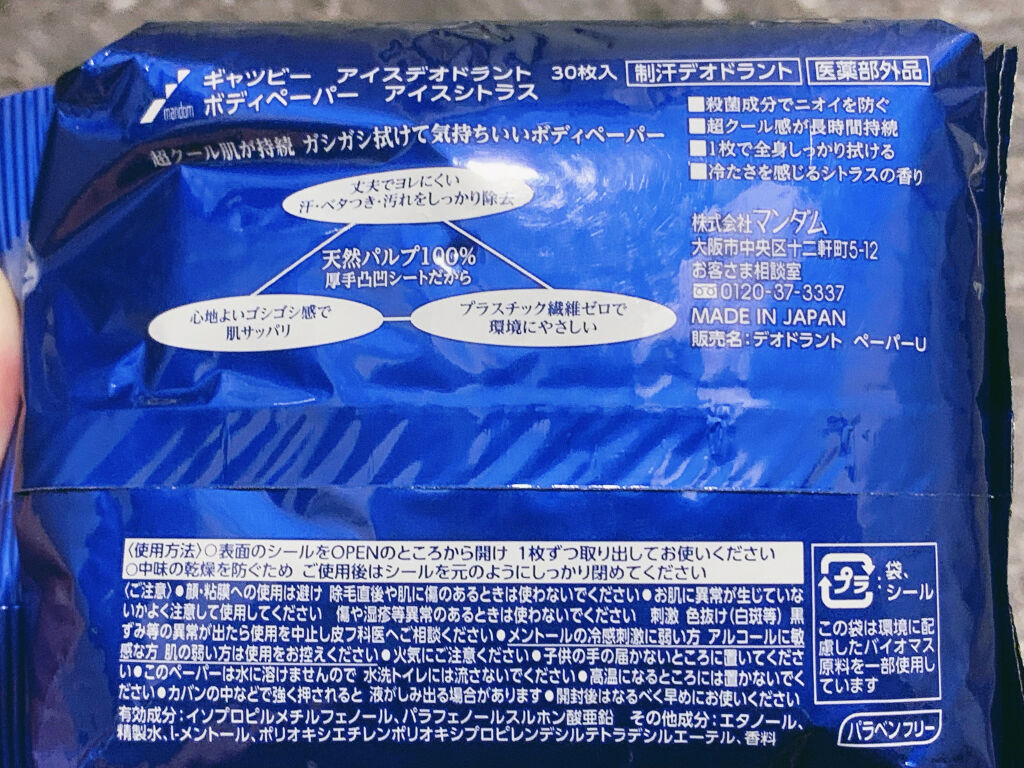 mandom
ギャツビー アイスデオドラント 30枚入 制汗デオドラント 医薬部外品
ボディペーパー アイスシトラス
超クール肌が持続 ガシガシ拭けて気持ちいいボディペーパー
■殺菌成分でニオイを防ぐ
■超クール感が長時間持続
■1枚で全身しっかり拭ける
■冷たさを感じるシトラスの香り
丈夫でヨレにくい
汗・ベタつき・汚れをしっかり除去
天然パルプ100%
厚手凸凹シートだから
心地よいゴシゴシ感で
肌サッパリ
プラスチック繊維ゼロで
環境にやさしい
株式会社マンダム
大阪市中央区十二軒町5-12
お客さま相談室
0120-37-3337
MADE IN JAPAN
販売名:デオドラント ペーパーU
〈使用方法〉○表面のシールをOPENのところから開け 1枚ずつ取り出してお使いください
○中味の乾燥を防ぐため ご使用後はシールを元のようにしっかり閉めてください
〈ご注意〉●顔・粘膜への使用は避け 除毛直後や肌に傷のあるときは使わないでください●お肌に異常が生じていな
いかよく注意して使用してください 傷や湿疹等異常のあるときは使わないでください 刺激 色抜け(白斑等) 黒
ずみ等の異常が出たら使用を中止し皮フ科医へご相談ください●メントールの冷感刺激に弱い方 アルコールに敏
感な方 肌の弱い方は使用をお控えください●火気にご注意ください●子供の手の届かないところに置いてくださ
い●このペーパーは水に溶けませんので 水洗トイレには流さないでください●高温になるところには置かないでく
ださい●カバンの中などで強く押されると 液がしみ出る場合があります●開封後はなるべく早めにお使いください
有効成分:イソプロピルメチルフェノール、パラフェノールスルホン酸亜鉛 その他成分:エタノール、
精製水、l-メントール、ポリオキシエチレンポリオキシプロピレンデシルテトラデシルエーテル、香料
プラ
:袋、
シール
この袋は環境に配
慮したバイオマス
原料を一部使用し
ています
パラベンフリー